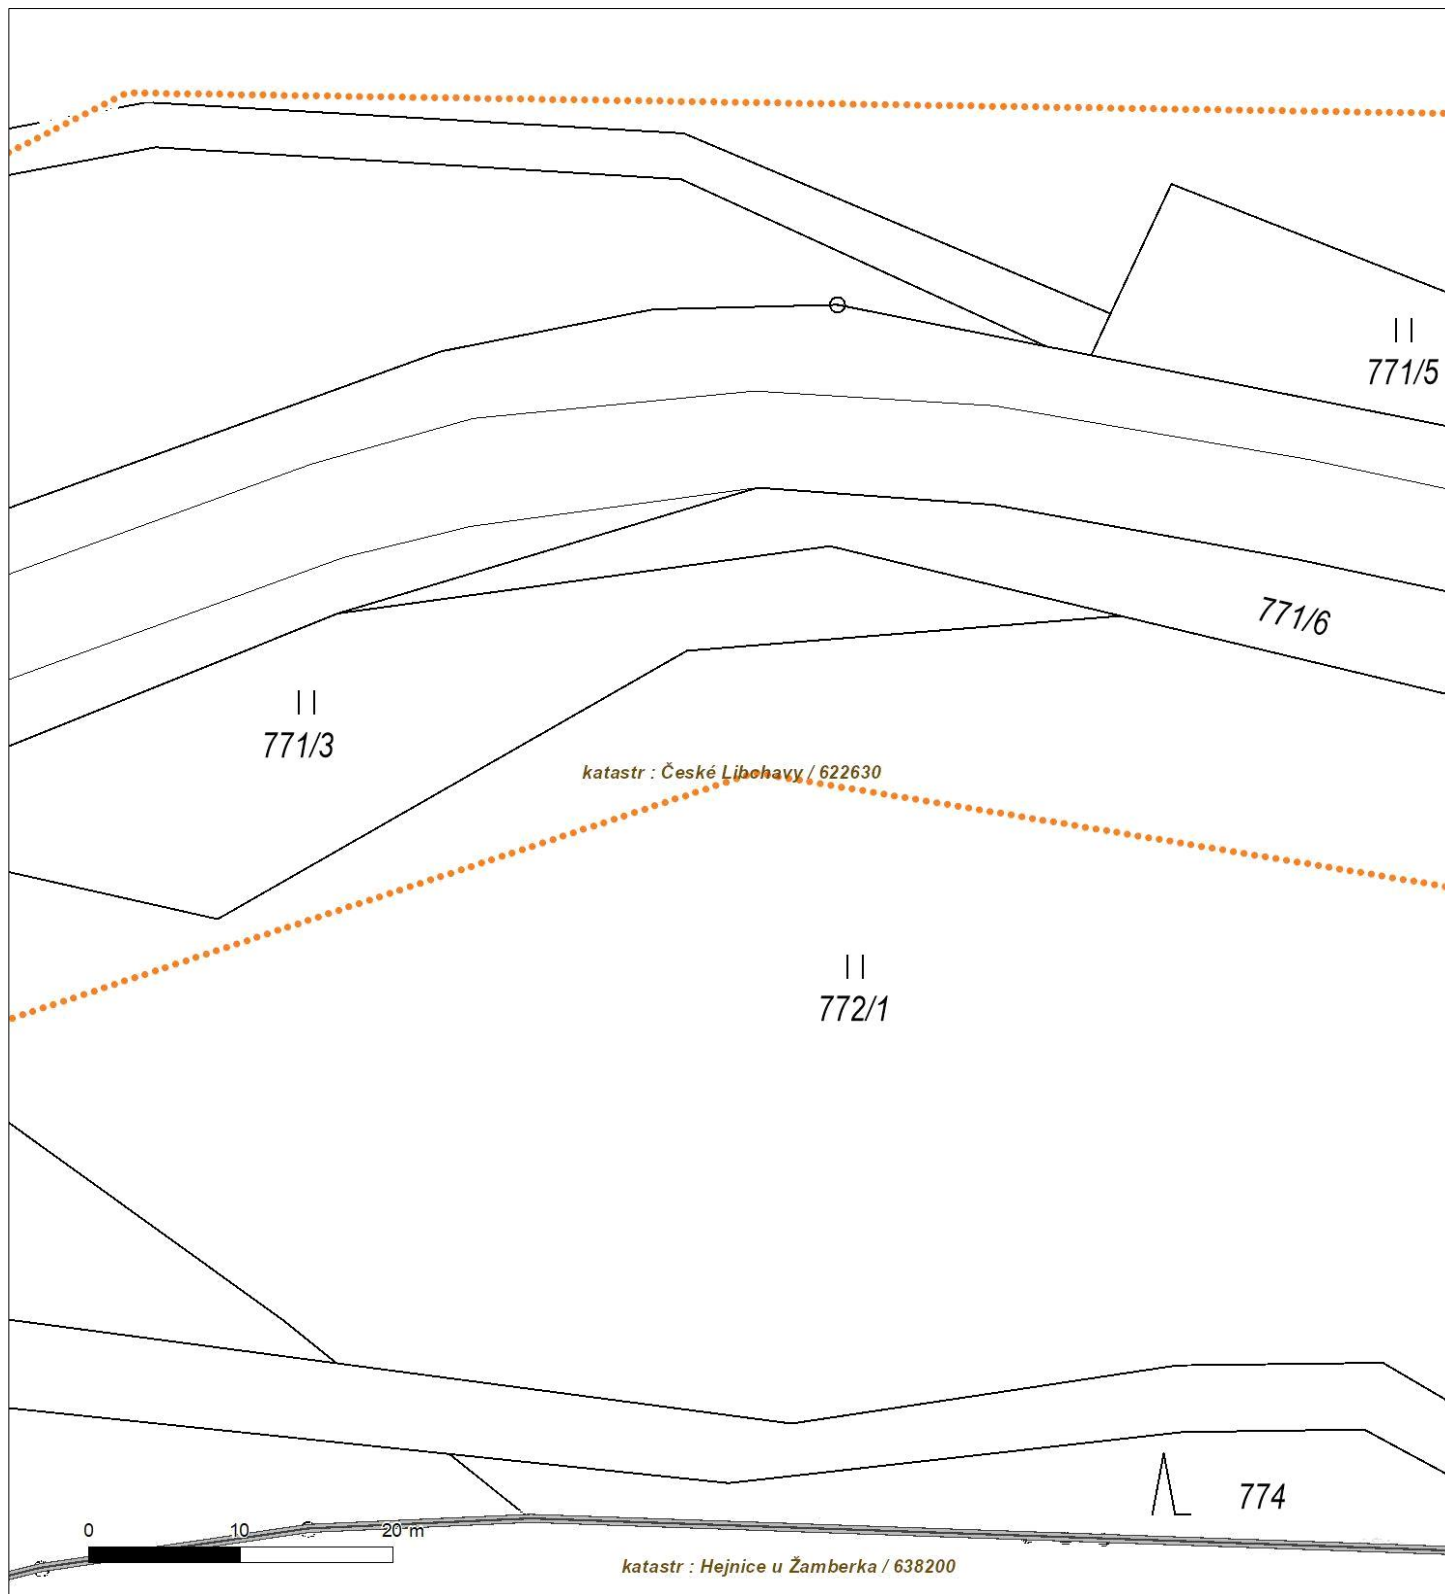 771/5
771/6
771/3
katastr : České Libchavy / 622630
772/1
774
0 10 20 m
katastr : Hejnice u Žamberka / 638200